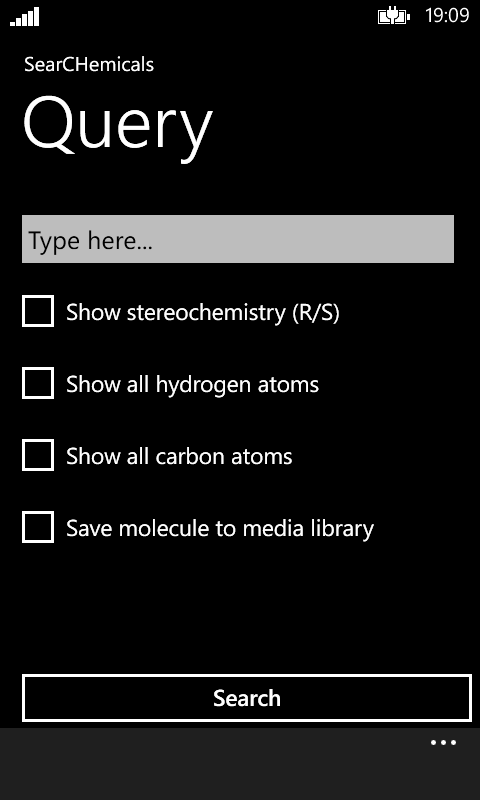 19:09
SearCHemicals
Query
Type here...
Show stereochemistry (R/S)
Show all hydrogen atoms
Show all carbon atoms
Save molecule to media library
Search